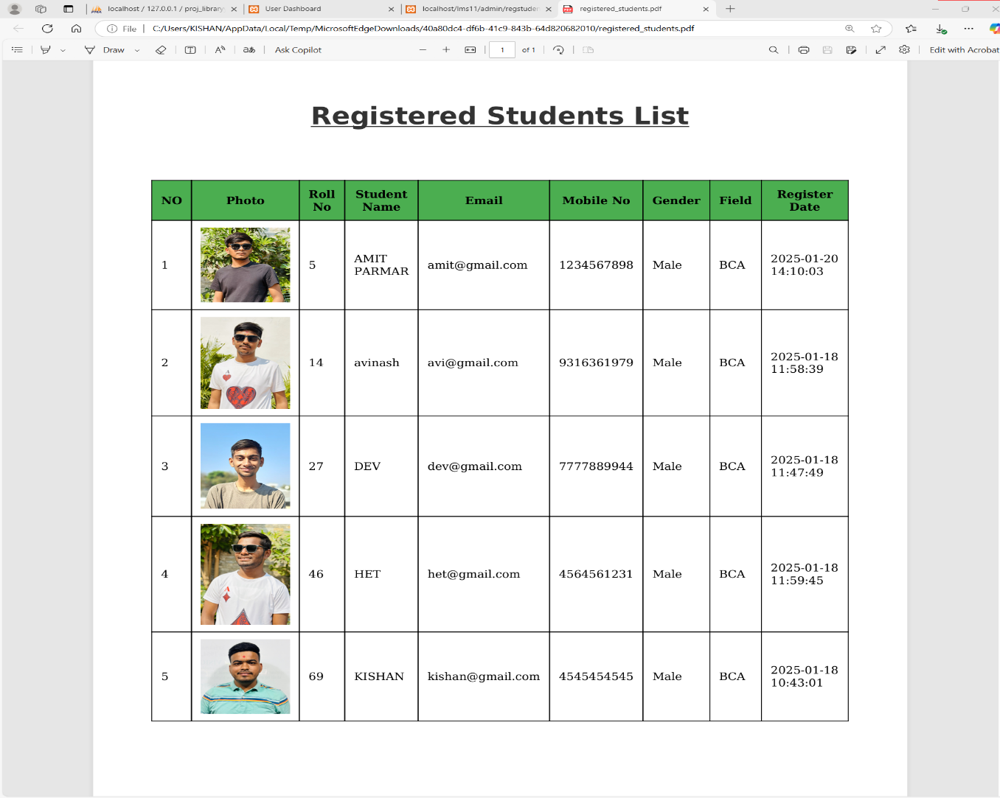 localhost / 127.0.0.1 / proj_library
User Dashboard
localhost/lms11/admin/regstuden
registered_students.pdf
File
C:/Users/KISHAN/AppData/Local/Temp/MicrosoftEdgeDownloads/40a80dc4-df6b-41c9-843b-64d820682010/registered_students.pdf
Draw
Ask Copilot
1 of 1
Edit with Acrobat
Registered Students List
NO Photo Roll No Student Name Email Mobile No Gender Field Register Date
1 5 AMIT PARMAR amit@gmail.com 1234567898 Male BCA 2025-01-20 14:10:03
2 14 avinash avi@gmail.com 9316361979 Male BCA 2025-01-18 11:58:39
3 27 DEV dev@gmail.com 7777889944 Male BCA 2025-01-18 11:47:49
4 46 HET het@gmail.com 4564561231 Male BCA 2025-01-18 11:59:45
5 69 KISHAN kishan@gmail.com 4545454545 Male BCA 2025-01-18 10:43:01